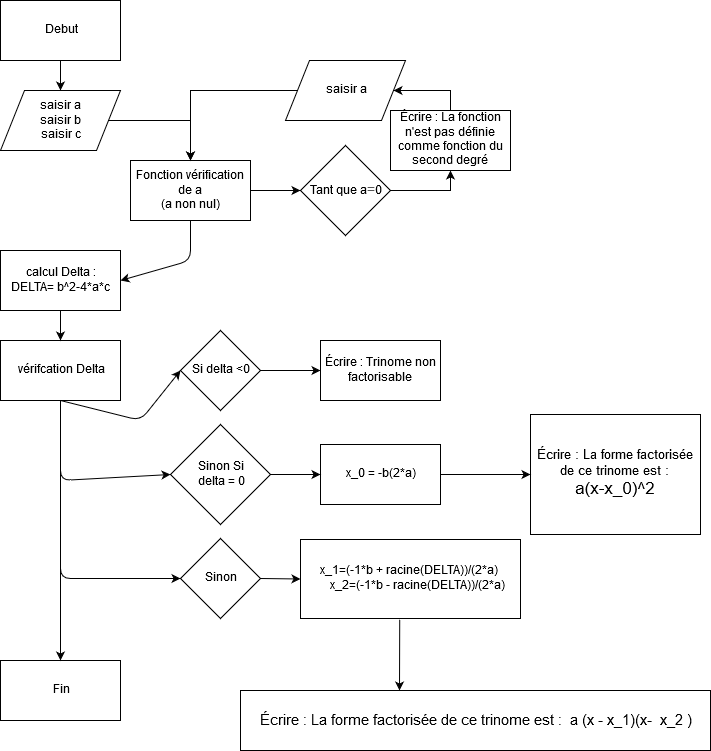 Debut
saisir a
saisir b
saisir c
saisir a
Écrire : La fonction
n'est pas définie
comme fonction du
second degré
Fonction vérification
de a
(a non nul)
Tant que a=0
calcul Delta :
DELTA= b^2-4*a*c
vérifcation Delta
Si delta <0
Écrire : Trinome non
factorisable
Sinon Si
delta = 0
x_0 = -b(2*a)
Écrire : La forme factorisée
de ce trinome est :
a(x-x_0)^2
Sinon
x_1=(-1*b + racine(DELTA))/(2*a)
x_2=(-1*b - racine(DELTA))/(2*a)
Fin
Écrire : La forme factorisée de ce trinome est : a (x - x_1)(x- x_2 )